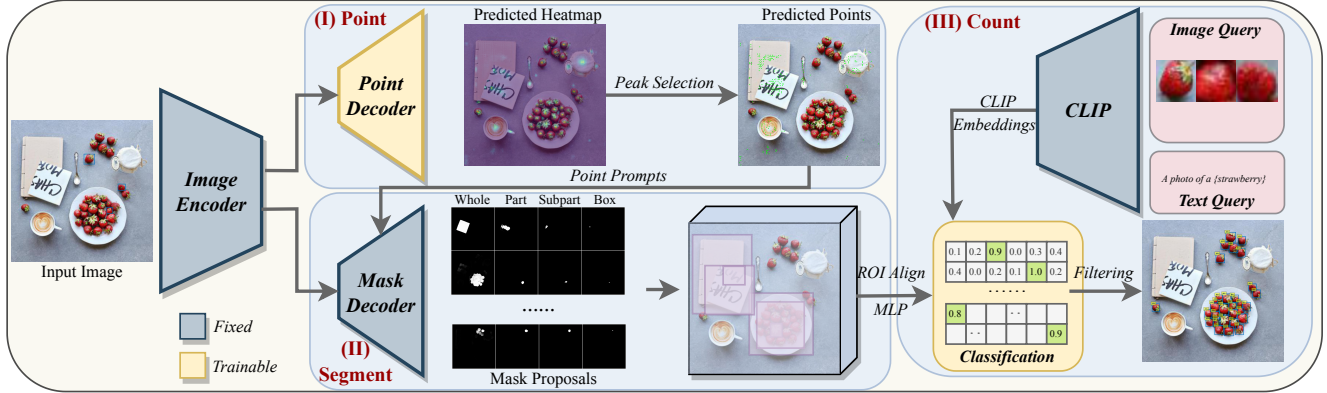 (I) Point
Predicted Heatmap
Predicted Points
(III) Count
Image Query
Point
Decoder
Peak Selection
CLIP
Embeddings
CLIP
Image
Encoder
Point Prompts
A photo of a {strawberry}
Text Query
Input Image
Whole Part Subpart Box
Mask
Decoder
ROI Align
MLP
0.1 0.2 0.9 0.0 0.3 0.4
0.4 0.0 0.2 0.1 1.0 0.2
......
0.8 . .
. . 0.9
Classification
Filtering
......
Fixed
Trainable
(II)
Segment
Mask Proposals